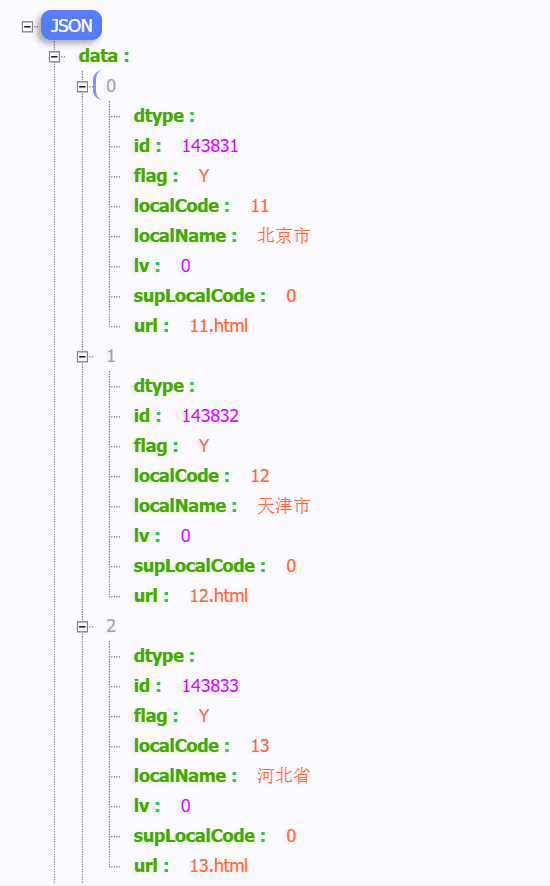 JSON
data :
0
dtype :
id : 143831
flag : Y
localCode : 11
localName : 北京市
lv : 0
supLocalCode : 0
url : 11.html
1
dtype :
id : 143832
flag : Y
localCode : 12
localName : 天津市
lv : 0
supLocalCode : 0
url : 12.html
2
dtype :
id : 143833
flag : Y
localCode : 13
localName : 河北省
lv : 0
supLocalCode : 0
url : 13.html